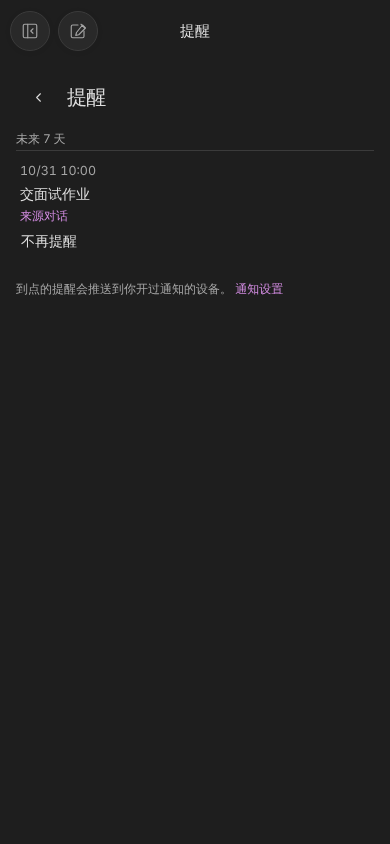 提醒
提醒
未来 7 天
10/31 10:00
交面试作业
来源对话
不再提醒
到点的提醒会推送到你开过通知的设备。 通知设置